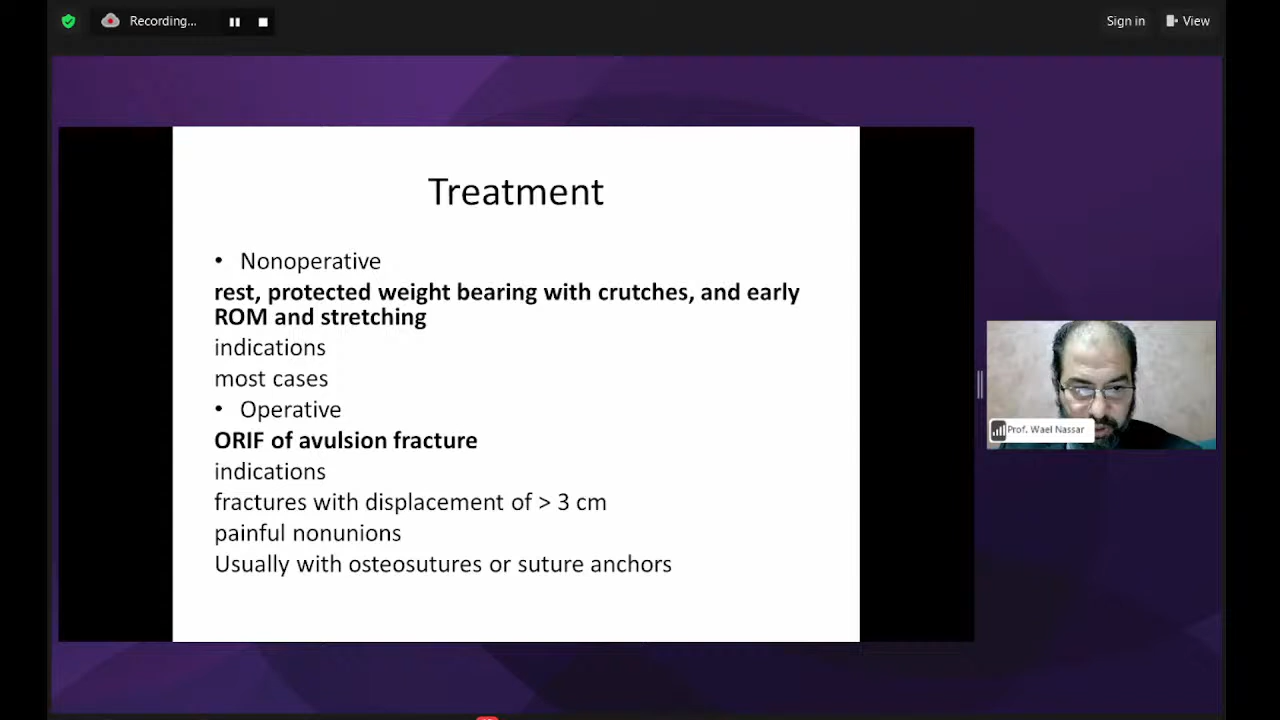 Recording...
Sign in
View
Treatment
• Nonoperative
rest, protected weight bearing with crutches, and early
ROM and stretching
indications
most cases
• Operative
ORIF of avulsion fracture
indications
fractures with displacement of > 3 cm
painful nonunions
Usually with osteosutures or suture anchors
Prof. Wael Nassar